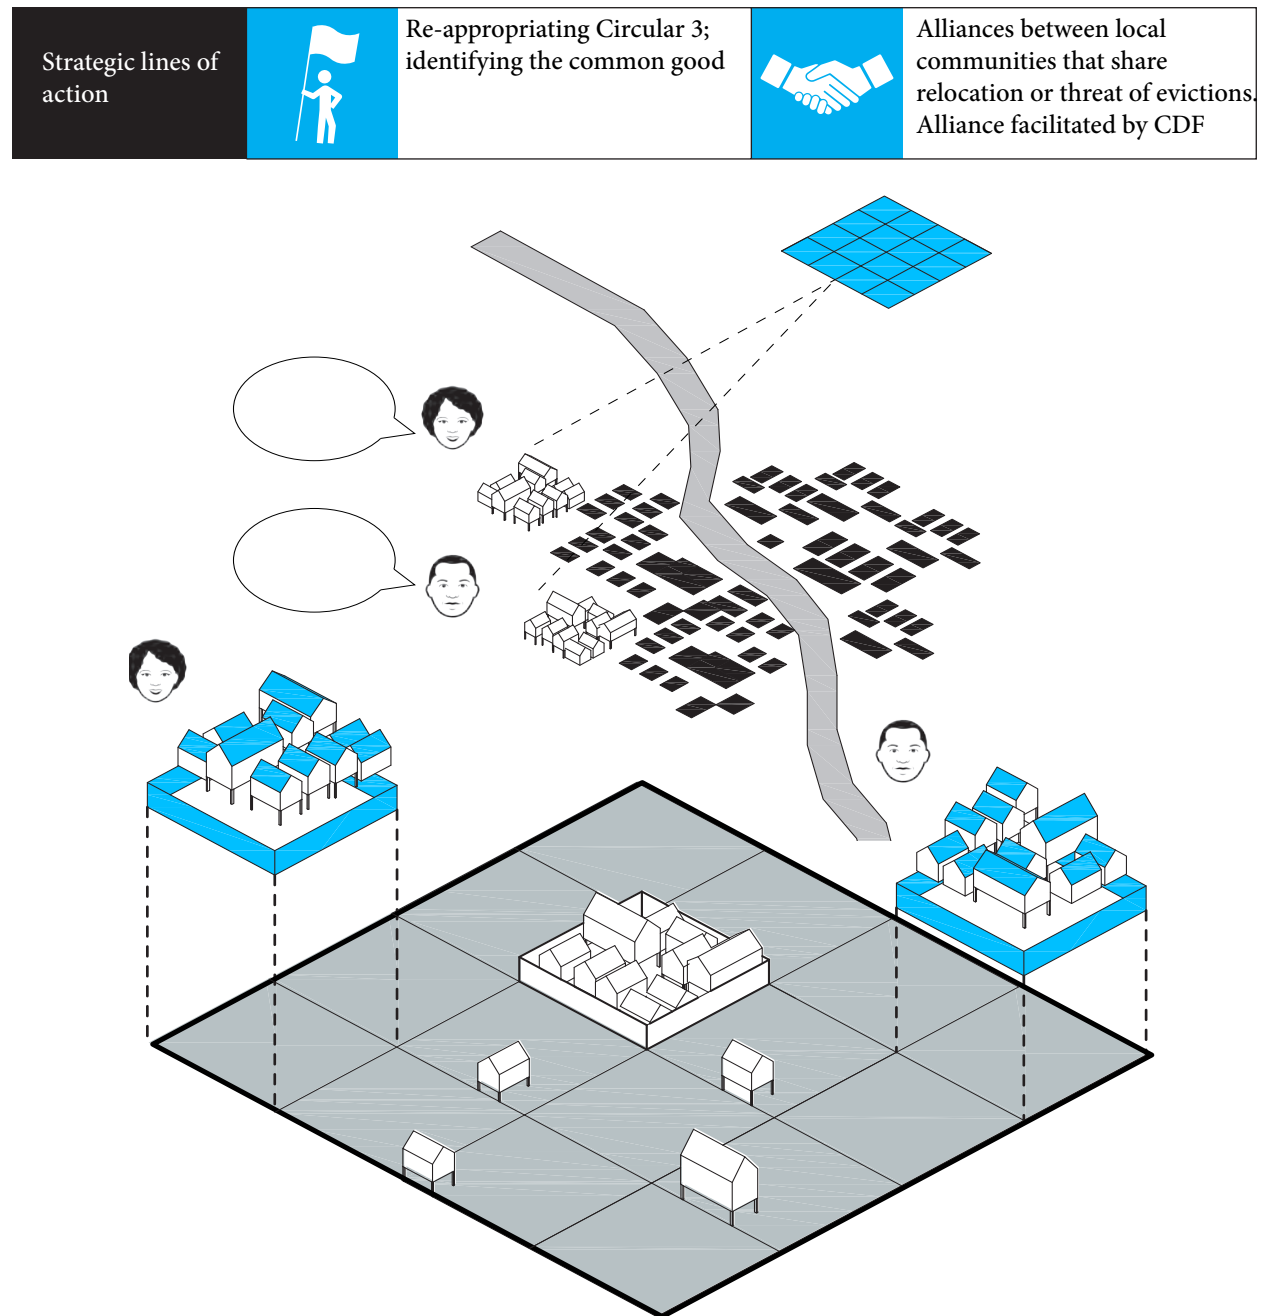 Strategic lines of
action
Re-appropriating Circular 3;
identifying the common good
Alliances between local
communities that share
relocation or threat of evictions.
Alliance facilitated by CDF